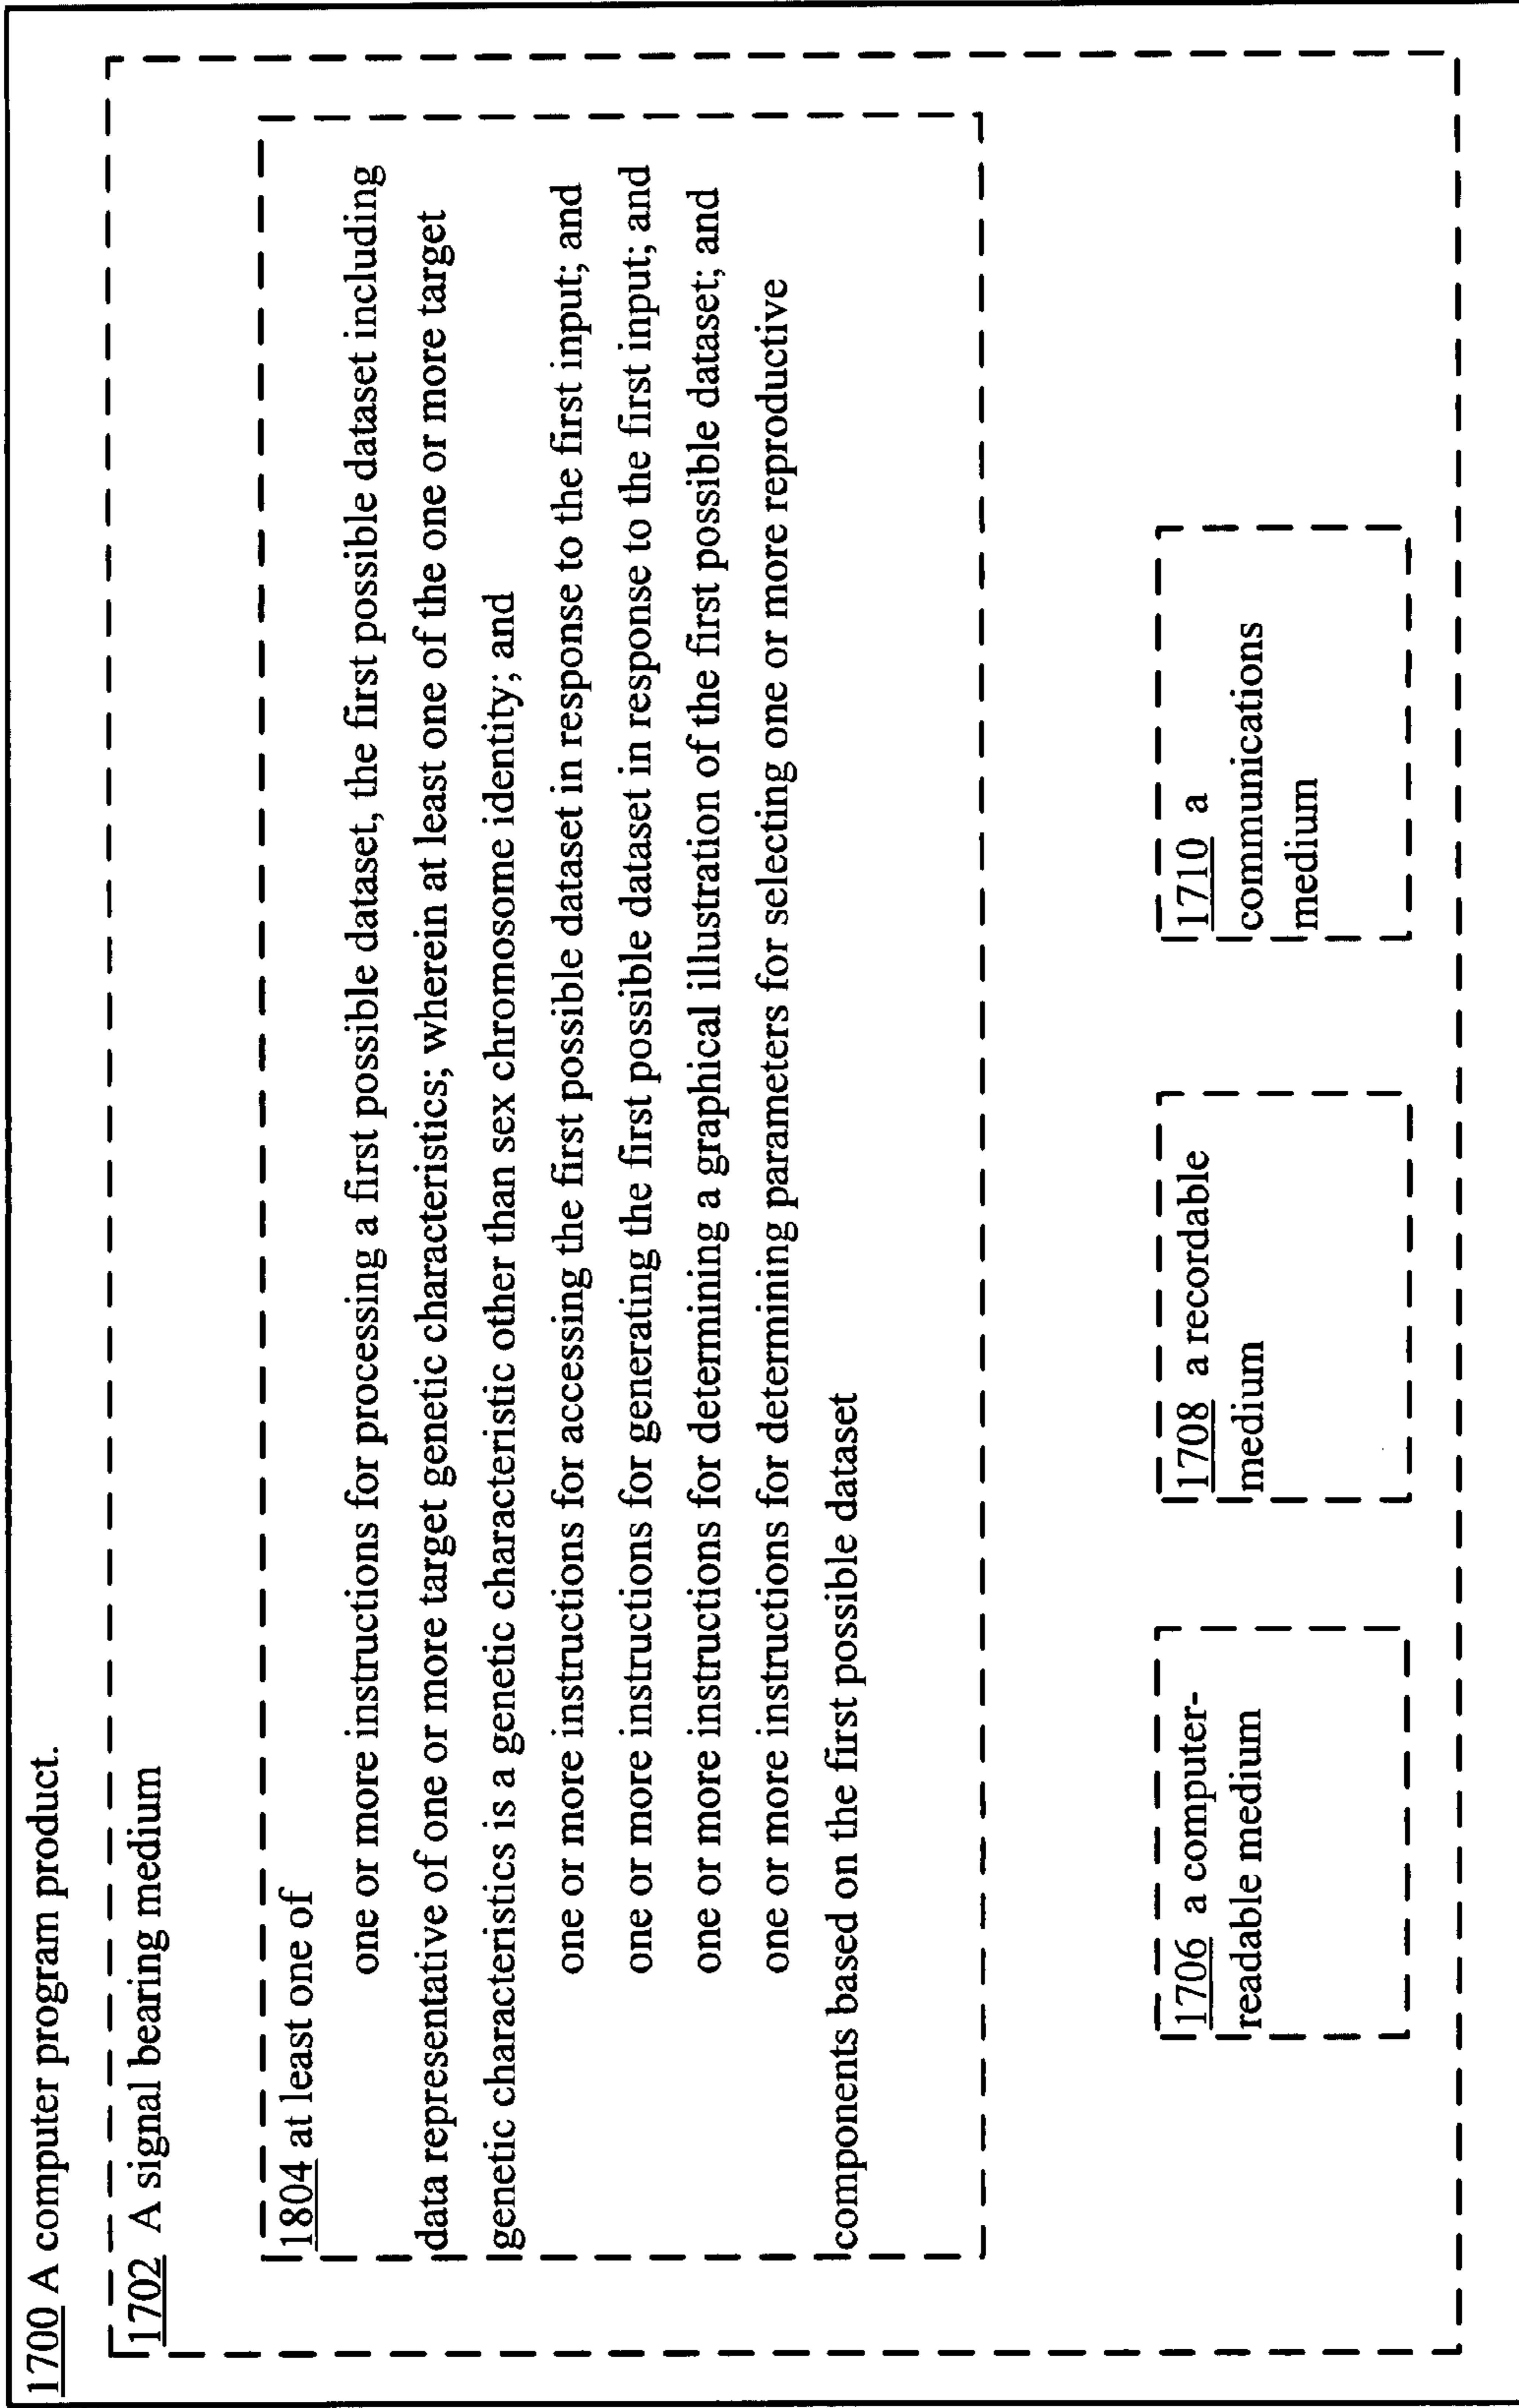 1700 A computer program product.
1702 A signal bearing medium
1804 at least one of
one or more instructions for processing a first possible dataset, the first possible dataset including
data representative of one or more target genetic characteristics; wherein at least one of the one or more target
genetic characteristics is a genetic characteristic other than sex chromosome identity; and
one or more instructions for accessing the first possible dataset in response to the first input; and
one or more instructions for generating the first possible dataset in response to the first input; and
one or more instructions for determining a graphical illustration of the first possible dataset; and
one or more instructions for determining parameters for selecting one or more reproductive
components based on the first possible dataset
1706 a computer-
readable medium
1708 a recordable
medium
1710 a
communications
medium